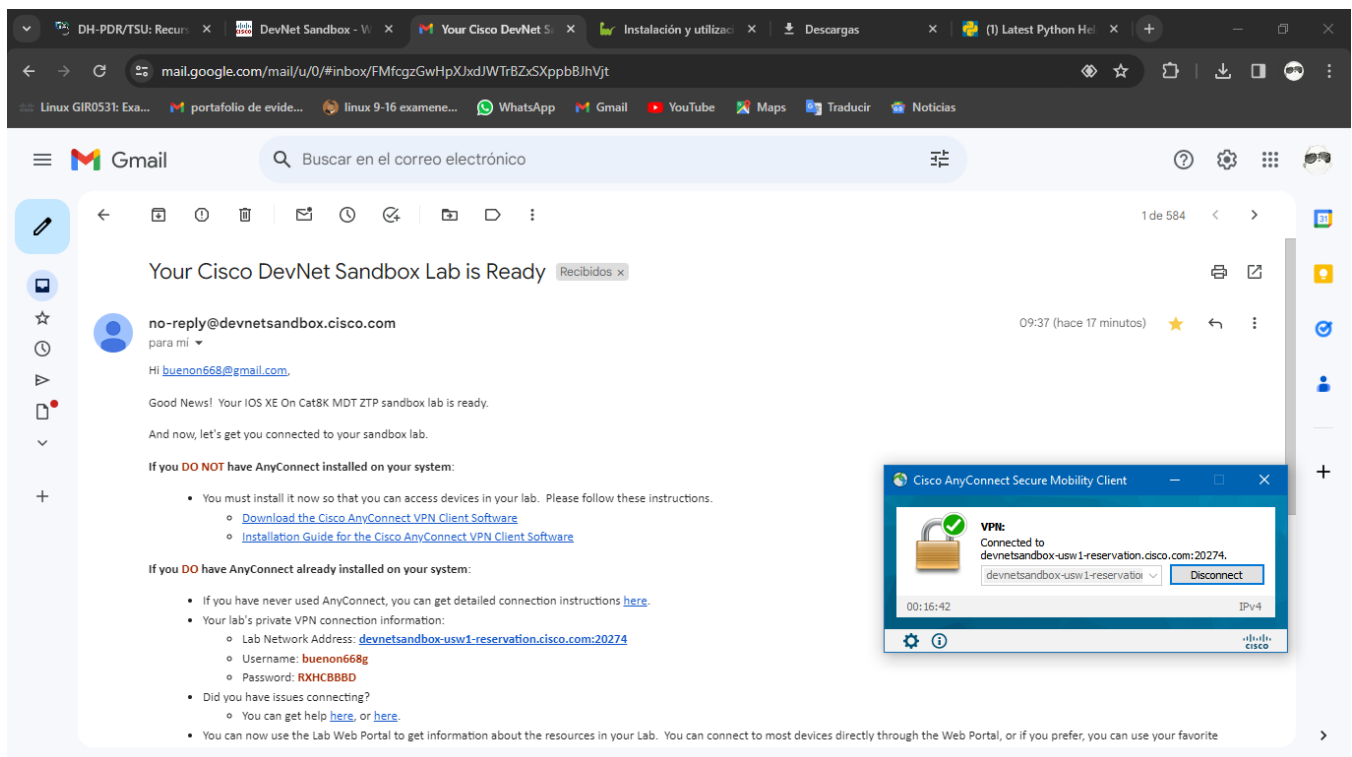 DH-PDR/TSU: Recurs
DevNet Sandbox - W
Your Cisco DevNet Sa
Instalación y utilizaci
Descargas
(1) Latest Python Hel
mail.google.com/mail/u/0/#inbox/FMfcgzGwHpXJxdJWTrBZxSXppbBJhVjt
Linux GIR0531: Exa...
portafolio de evide...
linux 9-16 examene...
WhatsApp
Gmail
YouTube
Maps
Traducir
Noticias
Gmail
Buscar en el correo electrónico
1 de 584
31
Your Cisco DevNet Sandbox Lab is Ready
Recibidos x
no-reply@devnetsandbox.cisco.com
09:37 (hace 17 minutos)
para mí
Hi buenon668@gmail.com,
Good News! Your IOS XE On Cat8K MDT ZTP sandbox lab is ready.
And now, let's get you connected to your sandbox lab.
If you DO NOT have AnyConnect installed on your system:
• You must install it now so that you can access devices in your lab. Please follow these instructions.
Download the Cisco AnyConnect VPN Client Software
Installation Guide for the Cisco AnyConnect VPN Client Software
If you DO have AnyConnect already installed on your system:
• If you have never used AnyConnect, you can get detailed connection instructions here.
• Your lab's private VPN connection information:
Lab Network Address: devnetsandbox-usw1-reservation.cisco.com:20274
Username: buenon668g
Password: RXHCBBBD
• Did you have issues connecting?
You can get help here, or here.
• You can now use the Lab Web Portal to get information about the resources in your Lab. You can connect to most devices directly through the Web Portal, or if you prefer, you can use your favorite
Cisco AnyConnect Secure Mobility Client
VPN:
Connected to
devnetsandbox-usw1-reservation.cisco.com:20274.
devnetsandbox-usw1-reservation
Disconnect
00:16:42
IPv4
cisco